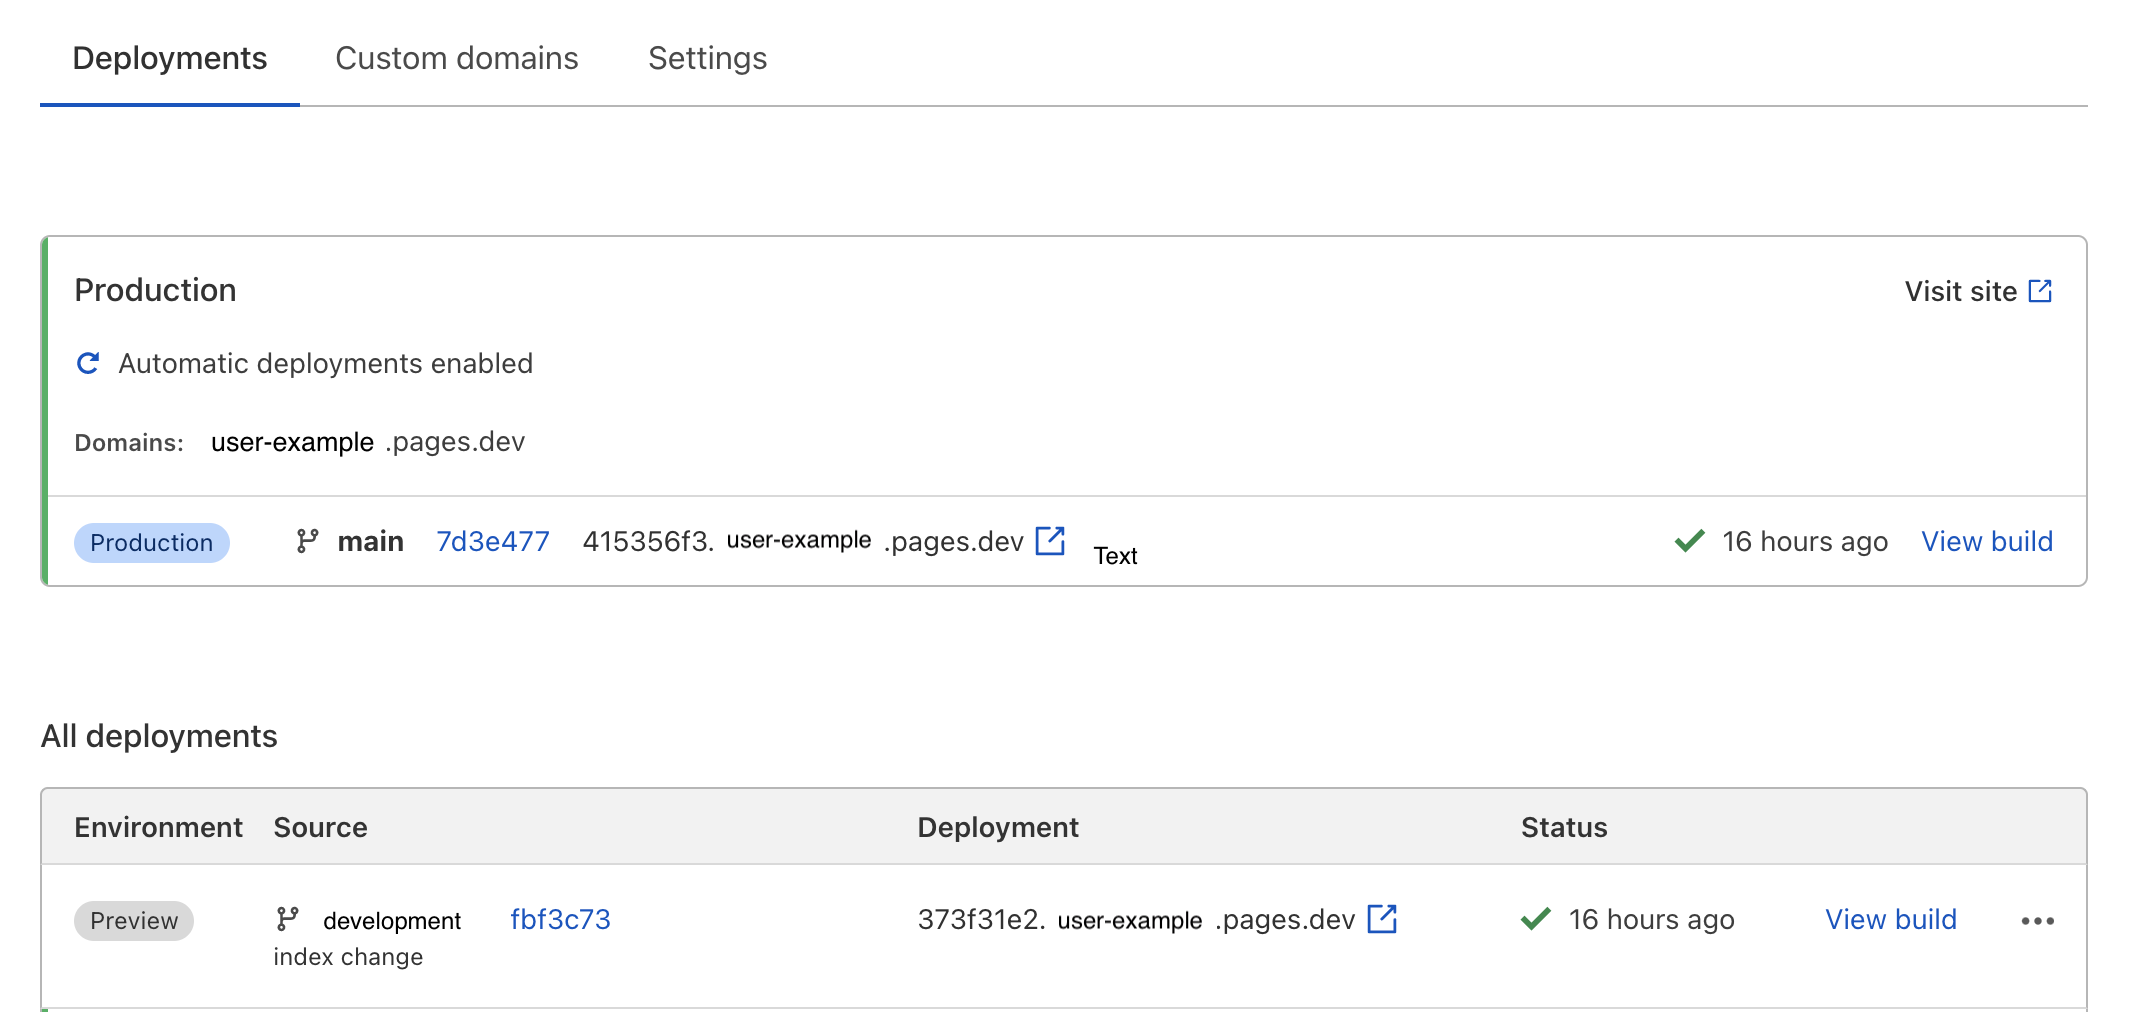 Deployments Custom domains Settings
Production Visit site
Automatic deployments enabled
Domains: user-example .pages.dev
Production main 7d3e477 415356f3. user-example .pages.dev Text 16 hours ago View build
All deployments
Environment Source Deployment Status
Preview development fbf3c73 373f31e2. user-example .pages.dev 16 hours ago View build
index change